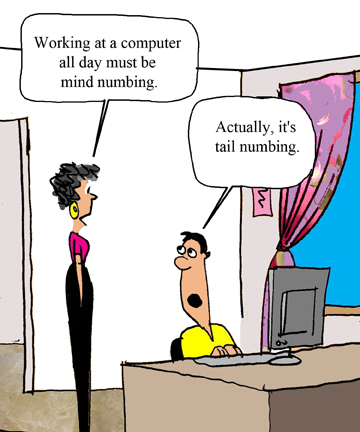 Working at a computer
all day must be
mind numbing.
Actually, it's
tail numbing.